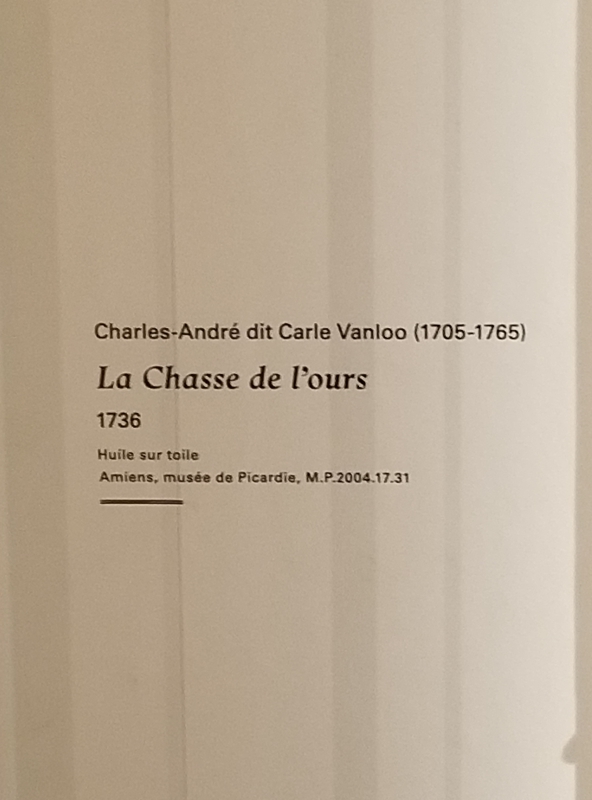 Charles-André dit Carle Vanloo (1705-1765)
La Chasse de l’ours
1736
Huile sur toile
Amiens, musée de Picardie, M.P.2004.17.31